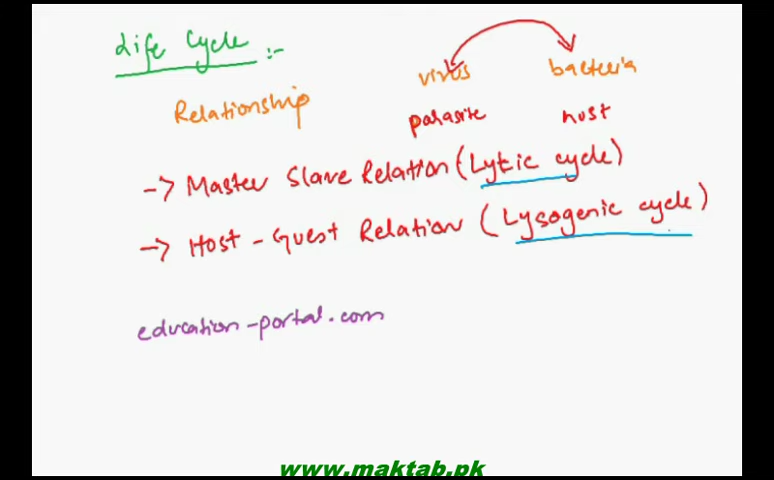 Life Cycle :-
Relationship virus bacteria
parasite host
-> Master Slave Relation (Lytic cycle)
-> Host - Guest Relation (Lysogenic cycle)
education-portal.com
www.maktab.pk